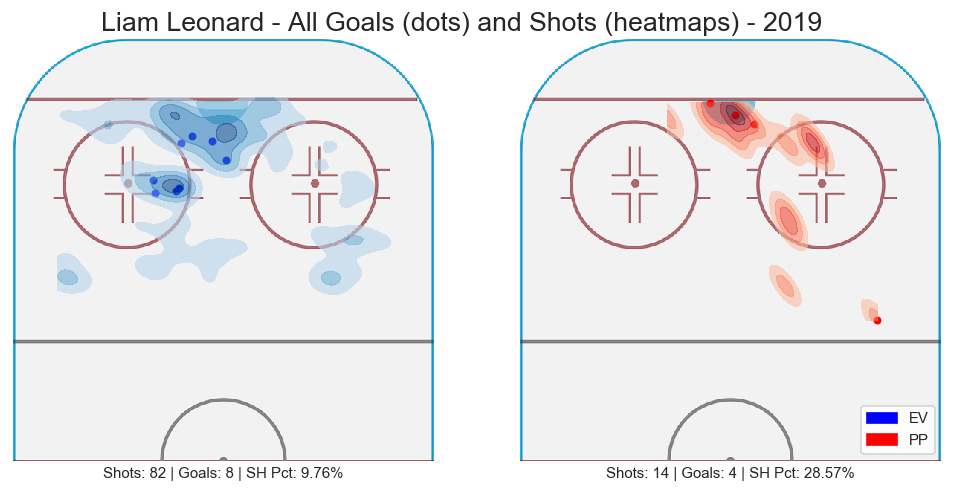 Liam Leonard - All Goals (dots) and Shots (heatmaps) - 2019
EV
PP
Shots: 82 | Goals: 8 | SH Pct: 9.76%
Shots: 14 | Goals: 4 | SH Pct: 28.57%